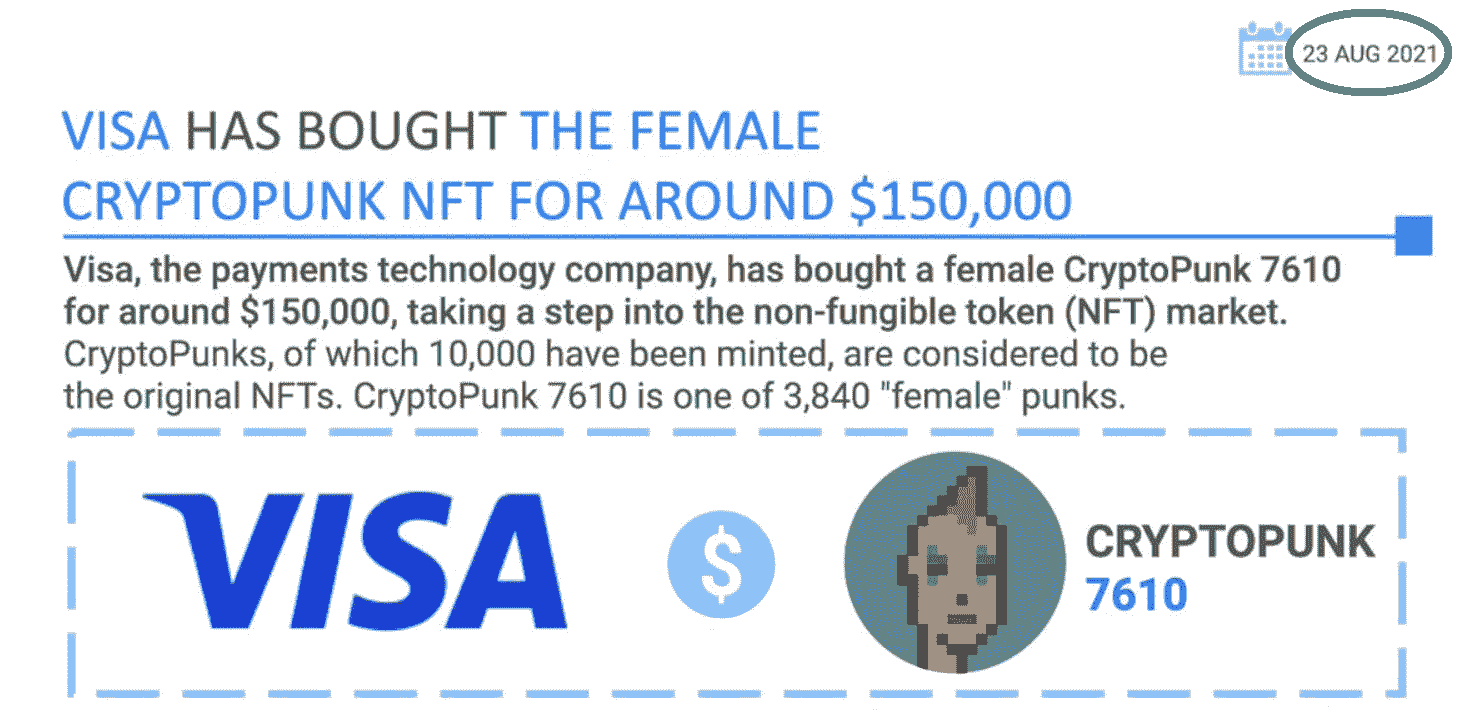 23 AUG 2021
VISA HAS BOUGHT THE FEMALE
CRYPTOPUNK NFT FOR AROUND $150,000
Visa, the payments technology company, has bought a female CryptoPunk 7610
for around $150,000, taking a step into the non-fungible token (NFT) market.
CryptoPunks, of which 10,000 have been minted, are considered to be
the original NFTs. CryptoPunk 7610 is one of 3,840 "female" punks.
VISA
$
CRYPTOPUNK
7610